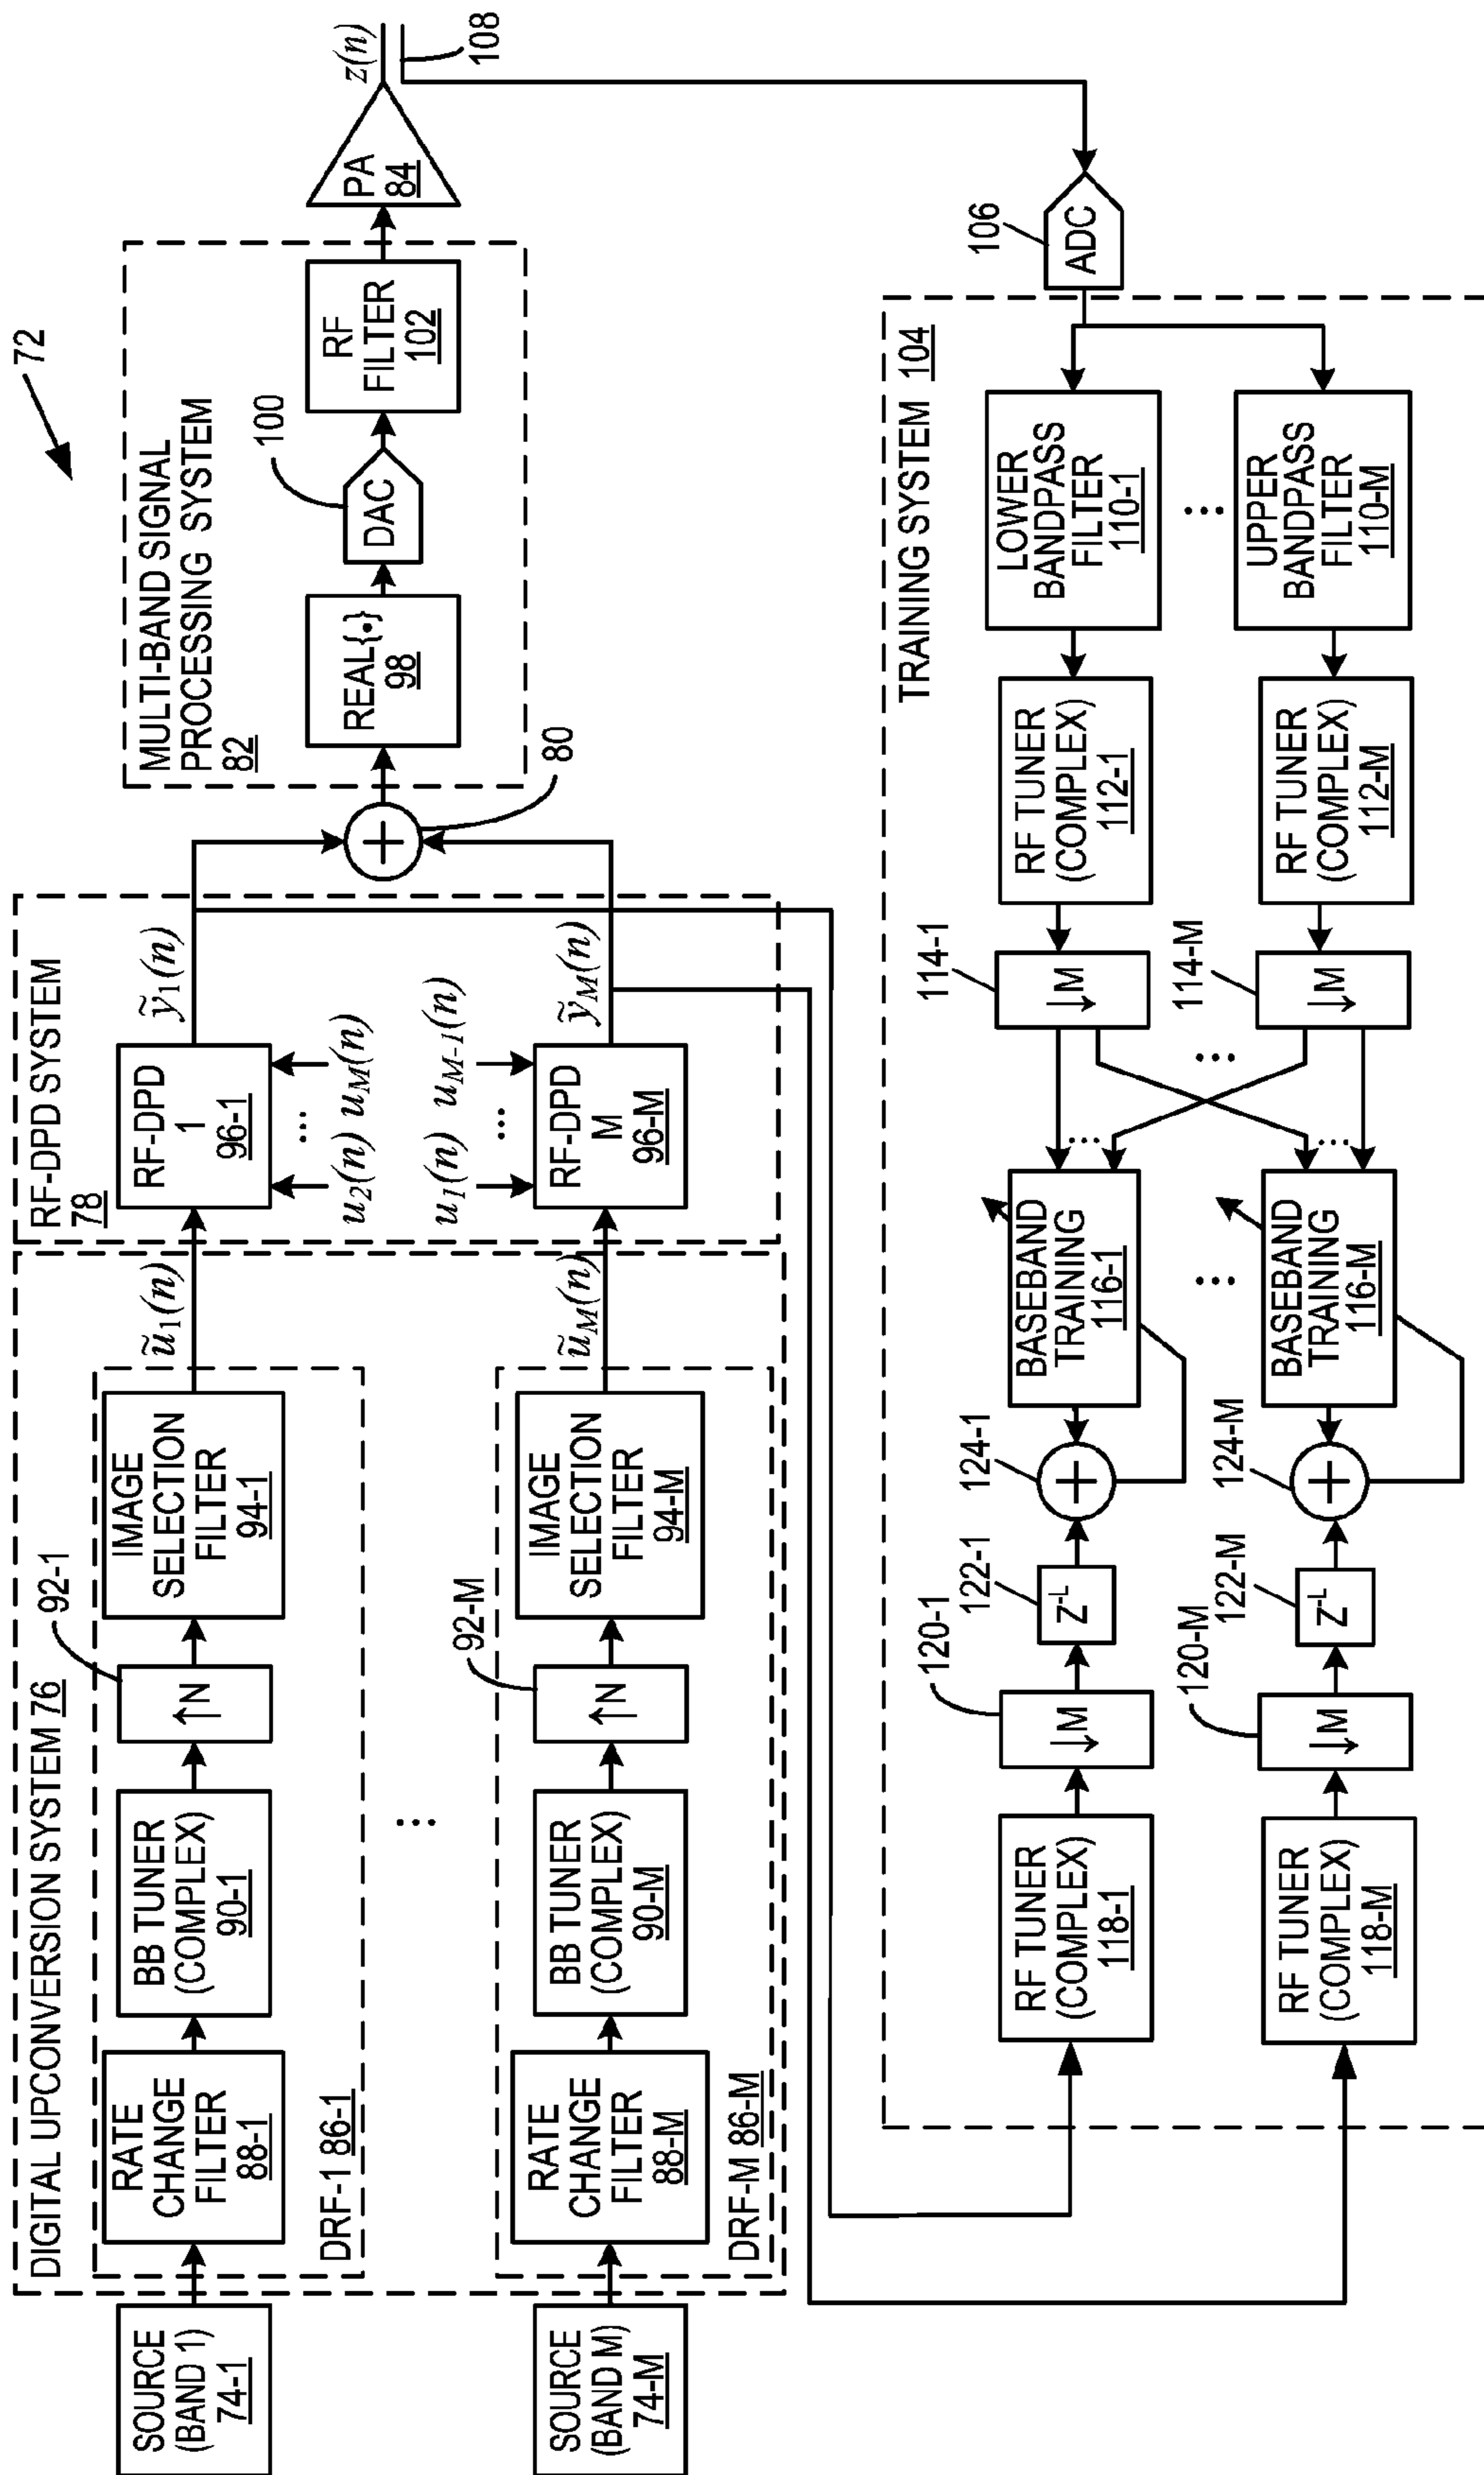 72
SOURCE
(BAND 1)
74-1
DIGITAL UPCONVERSION SYSTEM 76
RATE
CHANGE
FILTER
88-1
BB TUNER
(COMPLEX)
90-1
↑N
92-1
IMAGE
SELECTION
FILTER
94-1
DRF-1 86-1
ũ1(n)
RF-DPD SYSTEM
78
RF-DPD
1
96-1
ỹ1(n)
u2(n) ... uM(n)
SOURCE
(BAND M)
74-M
...
RATE
CHANGE
FILTER
88-M
BB TUNER
(COMPLEX)
90-M
↑N
92-M
IMAGE
SELECTION
FILTER
94-M
DRF-M 86-M
ũM(n)
u1(n) ... uM-1(n)
RF-DPD
M
96-M
ỹM(n)
+
80
MULTI-BAND SIGNAL
PROCESSING SYSTEM
82
REAL{•}
98
DAC
100
RF
FILTER
102
PA
84
z(n)
108
ADC
106
TRAINING SYSTEM 104
LOWER
BANDPASS
FILTER
110-1
...
UPPER
BANDPASS
FILTER
110-M
RF TUNER
(COMPLEX)
112-1
RF TUNER
(COMPLEX)
112-M
↓M
114-1
↓M
114-M
...
...
...
BASEBAND
TRAINING
116-1
...
BASEBAND
TRAINING
116-M
+
124-1
+
124-M
Z-L
122-1
Z-L
122-M
↓M
120-1
↓M
120-M
RF TUNER
(COMPLEX)
118-1
RF TUNER
(COMPLEX)
118-M